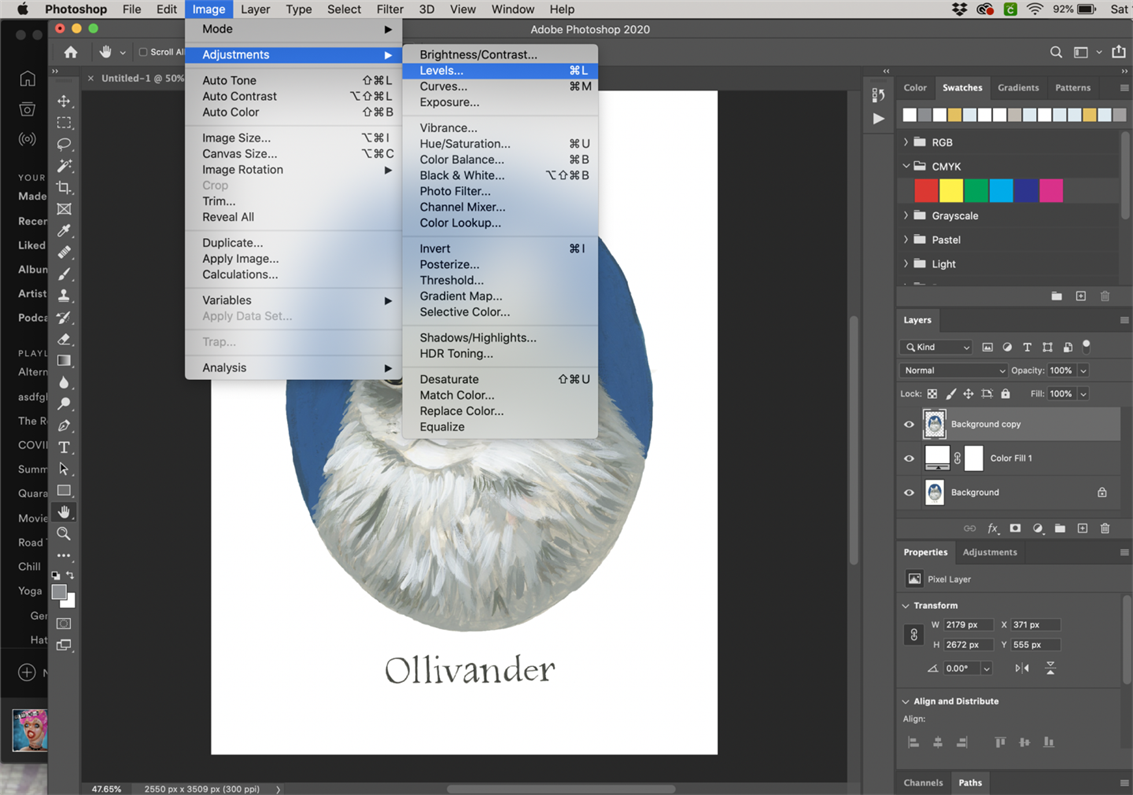 Photoshop File Edit Image Layer Type Select Filter 3D View Window Help 92% Sat
Adobe Photoshop 2020
Scroll All
Untitled-1 @ 50%
Mode
Adjustments
Auto Tone ⇧⌘L
Auto Contrast ⌥⇧⌘L
Auto Color ⇧⌘B
Image Size... ⌥⌘I
Canvas Size... ⌥⌘C
Image Rotation
Crop
Trim...
Reveal All
Duplicate...
Apply Image...
Calculations...
Variables
Apply Data Set...
Trap...
Analysis
Brightness/Contrast...
Levels... ⌘L
Curves... ⌘M
Exposure...
Vibrance...
Hue/Saturation... ⌘U
Color Balance... ⌘B
Black & White... ⌥⇧⌘B
Photo Filter...
Channel Mixer...
Color Lookup...
Invert ⌘I
Posterize...
Threshold...
Gradient Map...
Selective Color...
Shadows/Highlights...
HDR Toning...
Desaturate ⇧⌘U
Match Color...
Replace Color...
Equalize
YOUR
Made
Recen
Liked
Album
Artist
Podca
PLAYL
Altern
asdfgl
The R
COVI
Summ
Quara
Movie
Road T
Chill
Yoga
Ger
Hat
N
Ollivander
47.65% 2550 px x 3509 px (300 ppi)
Color Swatches Gradients Patterns
RGB
CMYK
Grayscale
Pastel
Light
Layers
Kind
Normal Opacity: 100%
Lock: Fill: 100%
Background copy
Color Fill 1
Background
fx
Properties Adjustments
Pixel Layer
Transform
W 2179 px X 371 px
H 2672 px Y 555 px
0.00°
Align and Distribute
Align:
Channels Paths